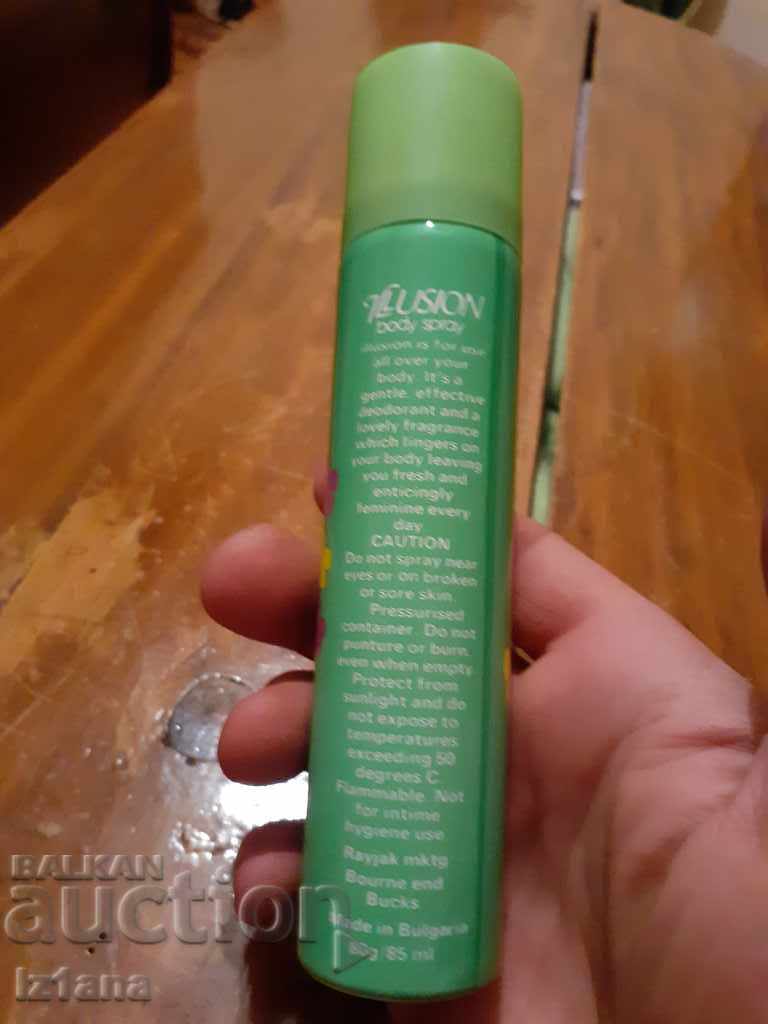 ILLUSION
body spray
illusion is for use
all over your
body. It's a
gentle, effective
deodorant and a
lovely fragrance
which lingers on
your body leaving
you fresh and
enticingly
feminine every
day
CAUTION
Do not spray near
eyes or on broken
or sore skin.
Pressurised
container. Do not
punture or burn,
even when empty.
Protect from
sunlight and do
not expose to
temperatures
exceeding 50
degrees C.
Flammable. Not
for intime
hygiene use
Rayjak mktg
Bourne end
Bucks
Made in Bulgaria
80g/85 ml
BALKAN
auction
iz1ana